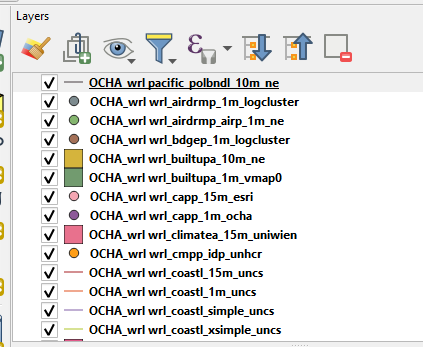 Layers
OCHA_wrl pacific_polbndl_10m_ne
OCHA_wrl wrl_airdrmp_1m_logcluster
OCHA_wrl wrl_airdrmp_airp_1m_ne
OCHA_wrl wrl_bdgep_1m_logcluster
OCHA_wrl wrl_builtupa_10m_ne
OCHA_wrl wrl_builtupa_1m_vmap0
OCHA_wrl wrl_capp_15m_esri
OCHA_wrl wrl_capp_1m_ocha
OCHA_wrl wrl_climatea_15m_uniwien
OCHA_wrl wrl_cmpp_idp_unhcr
OCHA_wrl wrl_coastl_15m_uncs
OCHA_wrl wrl_coastl_1m_uncs
OCHA_wrl wrl_coastl_simple_uncs
OCHA_wrl wrl_coastl_xsimple_uncs